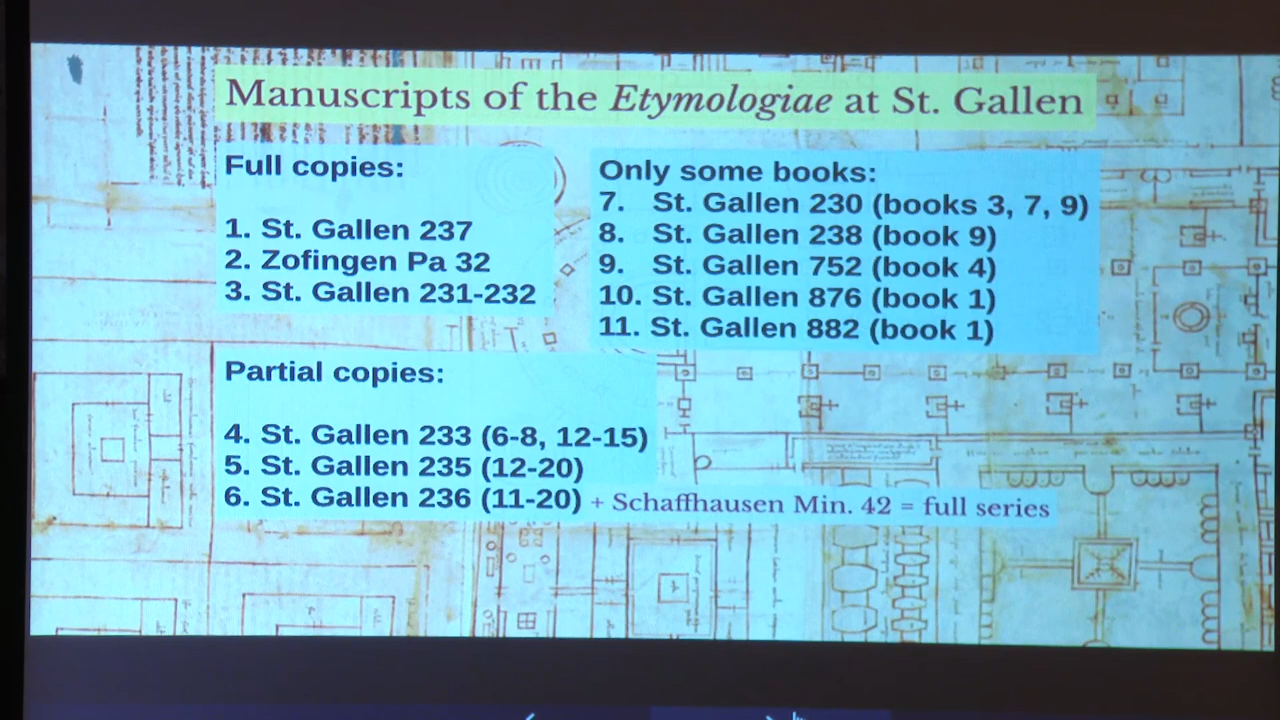 Manuscripts of the Etymologiae at St. Gallen
Full copies:
1. St. Gallen 237
2. Zofingen Pa 32
3. St. Gallen 231-232
Partial copies:
4. St. Gallen 233 (6-8, 12-15)
5. St. Gallen 235 (12-20)
6. St. Gallen 236 (11-20) + Schaffhausen Min. 42 = full series
Only some books:
7. St. Gallen 230 (books 3, 7, 9)
8. St. Gallen 238 (book 9)
9. St. Gallen 752 (book 4)
10. St. Gallen 876 (book 1)
11. St. Gallen 882 (book 1)